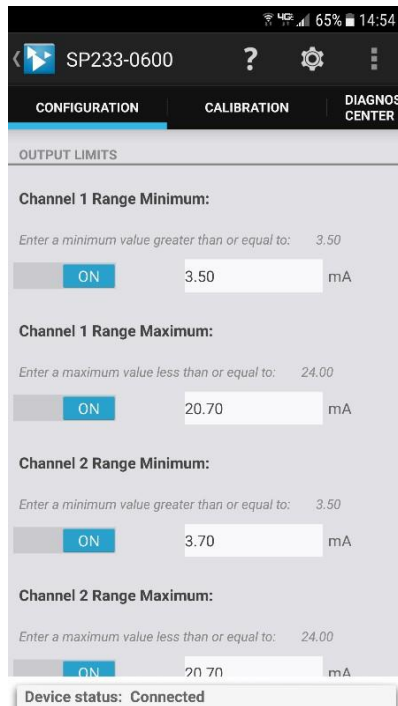 4G 65% 14:54
SP233-0600 ?
CONFIGURATION CALIBRATION DIAGNOS
CENTER
OUTPUT LIMITS
Channel 1 Range Minimum:
Enter a minimum value greater than or equal to: 3.50
ON 3.50 mA
Channel 1 Range Maximum:
Enter a maximum value less than or equal to: 24.00
ON 20.70 mA
Channel 2 Range Minimum:
Enter a minimum value greater than or equal to: 3.50
ON 3.70 mA
Channel 2 Range Maximum:
Enter a maximum value less than or equal to: 24.00
ON 20.70 mA
Device status: Connected